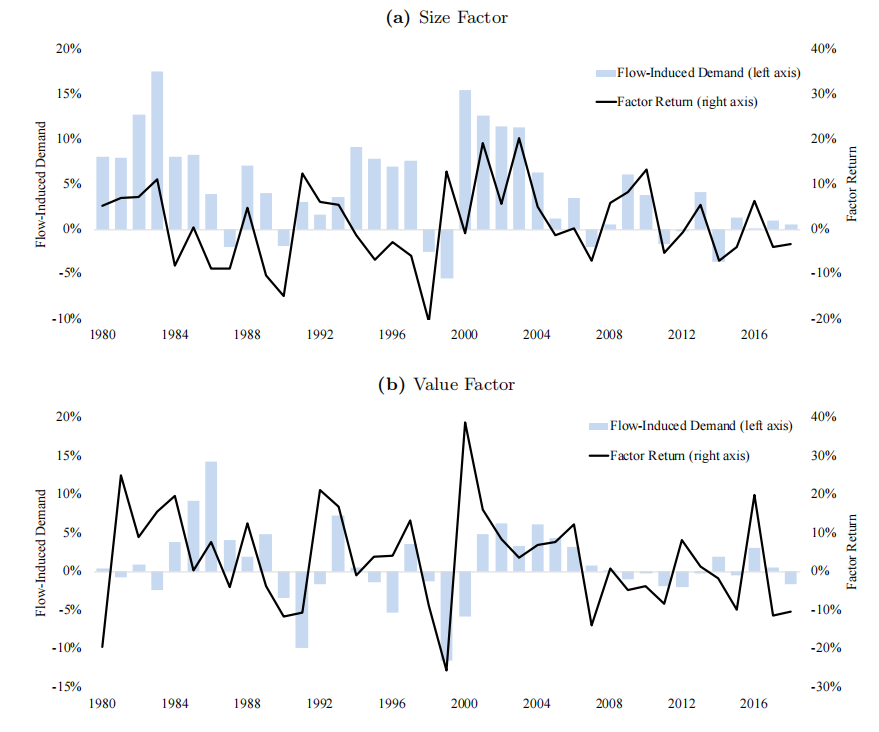 (a) Size Factor
20%
15%
10%
5%
0%
-5%
-10%
Flow-Induced Demand
40%
30%
20%
10%
0%
-10%
-20%
Factor Return
Flow-Induced Demand (left axis)
Factor Return (right axis)
1980 1984 1988 1992 1996 2000 2004 2008 2012 2016
(b) Value Factor
20%
15%
10%
5%
0%
-5%
-10%
-15%
Flow-Induced Demand
40%
30%
20%
10%
0%
-10%
-20%
-30%
Factor Return
Flow-Induced Demand (left axis)
Factor Return (right axis)
1980 1984 1988 1992 1996 2000 2004 2008 2012 2016